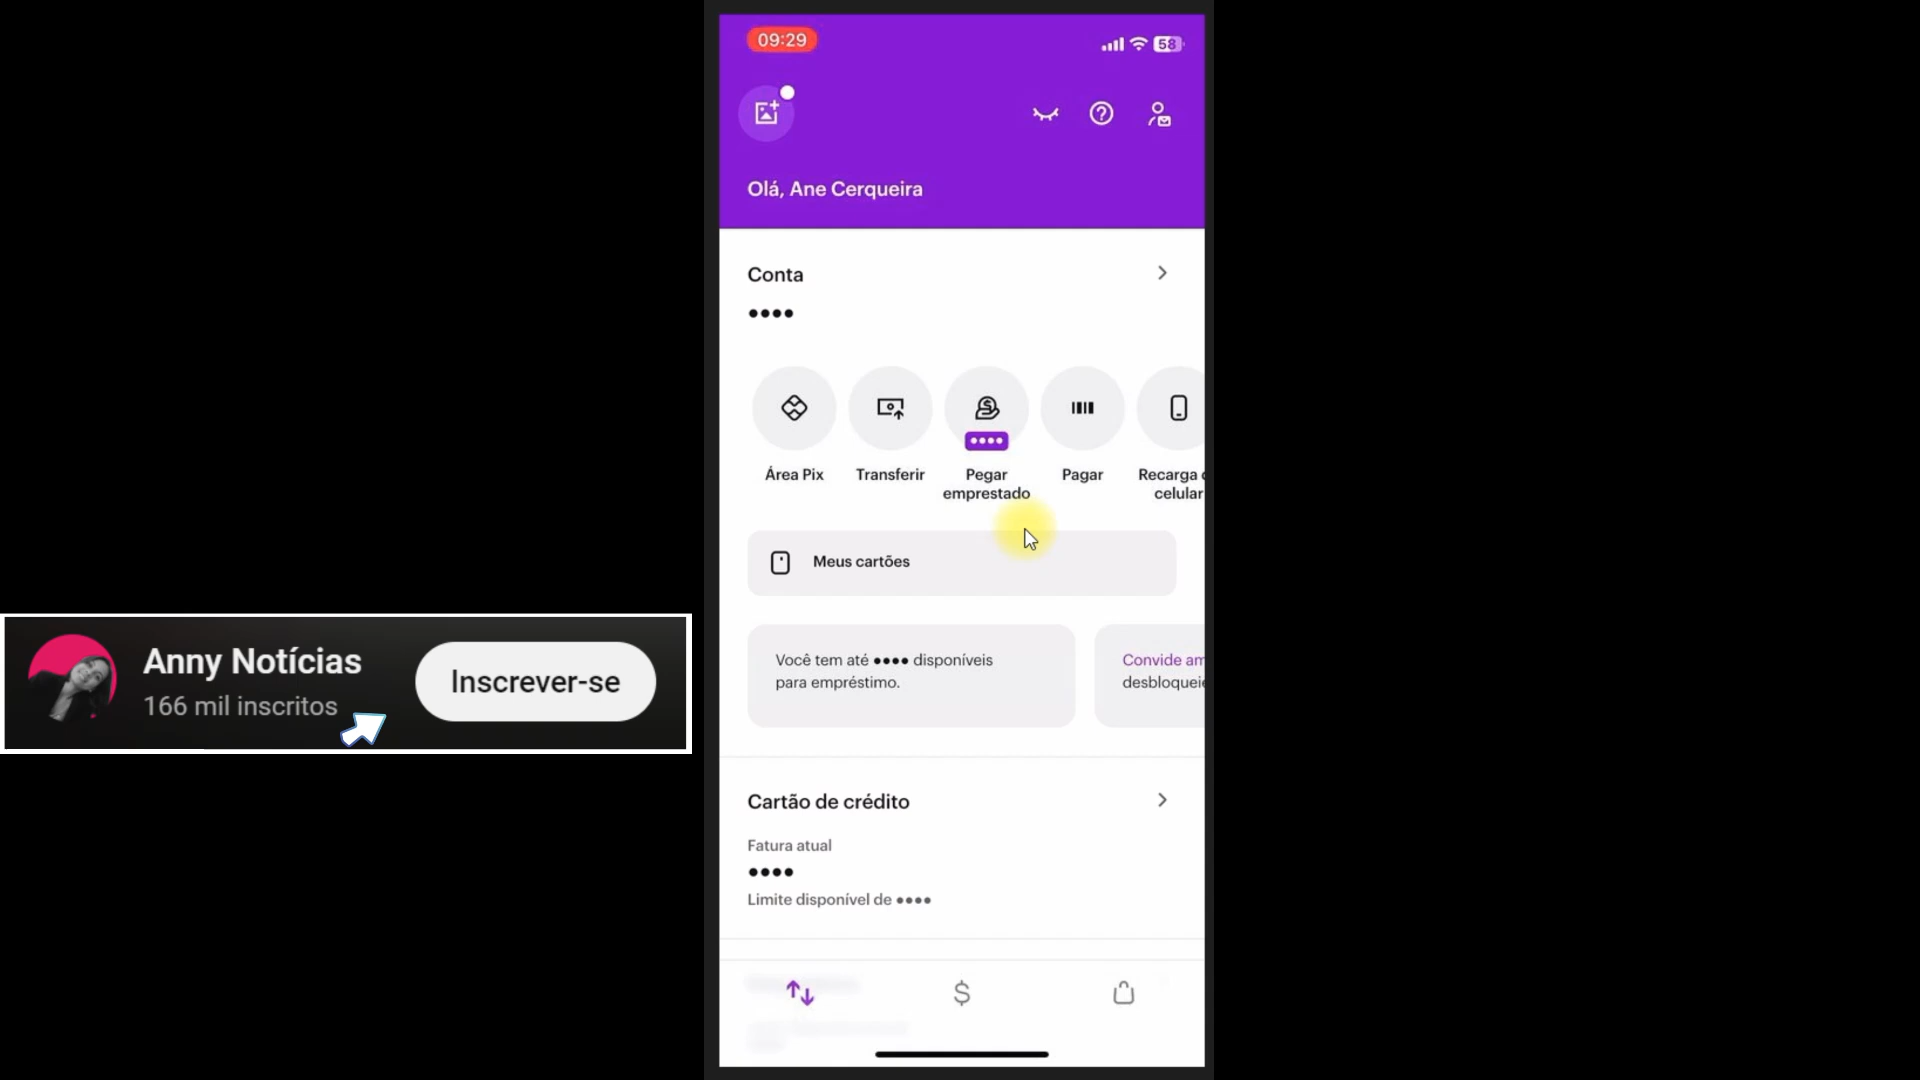 09:29
58
Olá, Ane Cerqueira
Conta
••••
••••
Área Pix
Transferir
Pegar
emprestado
Pagar
Recarga
celular
Meus cartões
Você tem até •••• disponíveis
para empréstimo.
Convide
Cartão de crédito
Fatura atual
••••
Limite disponível de ••••
Anny Notícias
166 mil inscritos
Inscrever-se